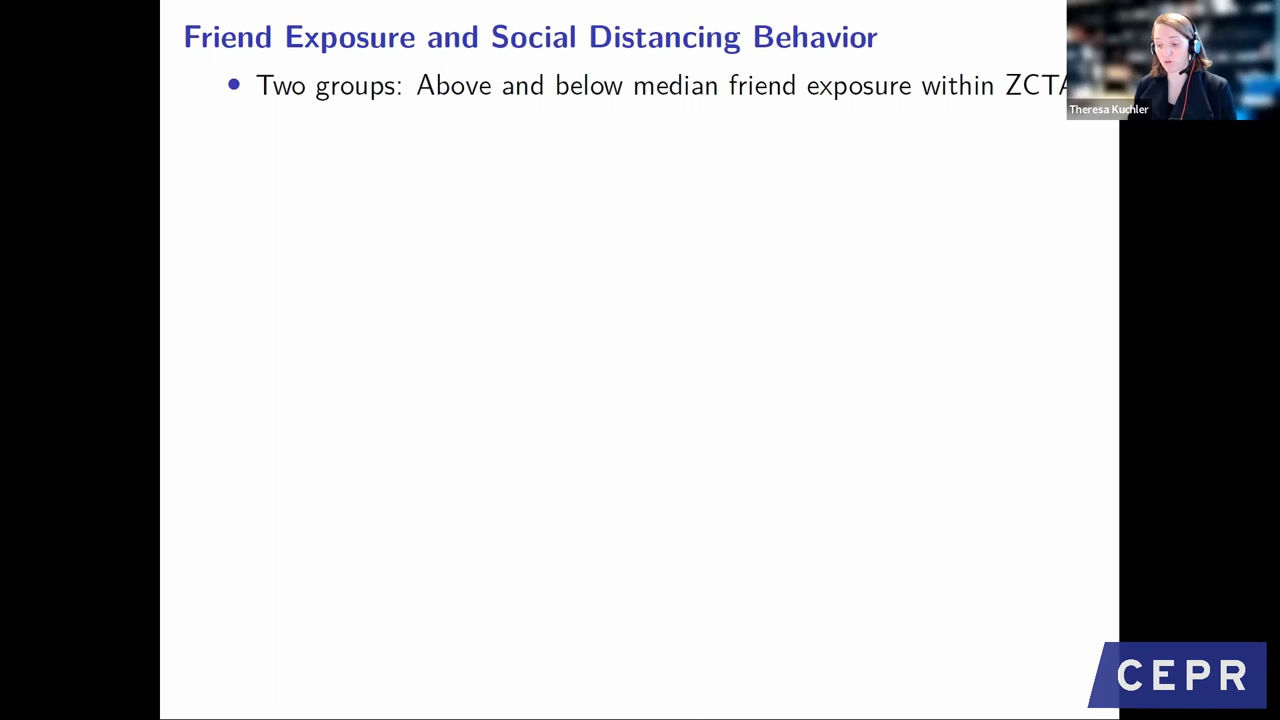 Friend Exposure and Social Distancing Behavior
• Two groups: Above and below median friend exposure within ZCTA
Theresa Kuchler
CEPR